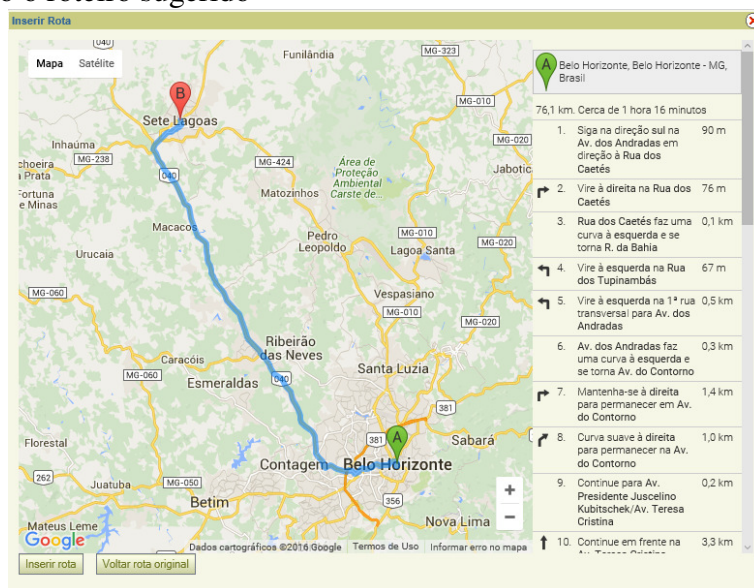 o o roteiro sugerido
Inserir Rota
Mapa Satélite
040
Funilândia
MG-323
B
Sete Lagoas
MG-010
MG-020
Inhaúma
MG-238
choeira
a Prata
040
MG-424
Área de
Proteção
Ambiental
Carste de...
Jabotic
Fortuna
e Minas
Matozinhos
Macacos
Pedro
Leopoldo
MG-010
Lagoa Santa
MG-020
Urucaia
MG-060
Vespasiano
MG-010
MG-020
Ribeirão
das Neves
Caracóis
MG-060
Esmeraldas
040
Santa Luzia
381
Florestal
381
A
Sabará
Contagem
Belo Horizonte
262
Juatuba
MG-050
Betim
356
Nova Lima
Mateus Leme
+
−
Google
Dados cartográficos ©2016 Google Termos de Uso Informar erro no mapa
A
Belo Horizonte, Belo Horizonte - MG,
Brasil
76,1 km. Cerca de 1 hora 16 minutos
1. Siga na direção sul na 90 m
Av. dos Andradas em
direção à Rua dos
Caetés
2. Vire à direita na Rua dos 76 m
Caetés
3. Rua dos Caetés faz uma 0,1 km
curva à esquerda e se
torna R. da Bahia
4. Vire à esquerda na Rua 67 m
dos Tupinambás
5. Vire à esquerda na 1ª rua 0,5 km
transversal para Av. dos
Andradas
6. Av. dos Andradas faz 0,3 km
uma curva à esquerda e
se torna Av. do Contorno
7. Mantenha-se à direita 1,4 km
para permanecer em Av.
do Contorno
8. Curva suave à direita 1,0 km
para permanecer na Av.
do Contorno
9. Continue para Av. 0,2 km
Presidente Juscelino
Kubitschek/Av. Teresa
Cristina
10. Continue em frente na 3,3 km
Av. Teresa Cristina
Inserir rota Voltar rota original